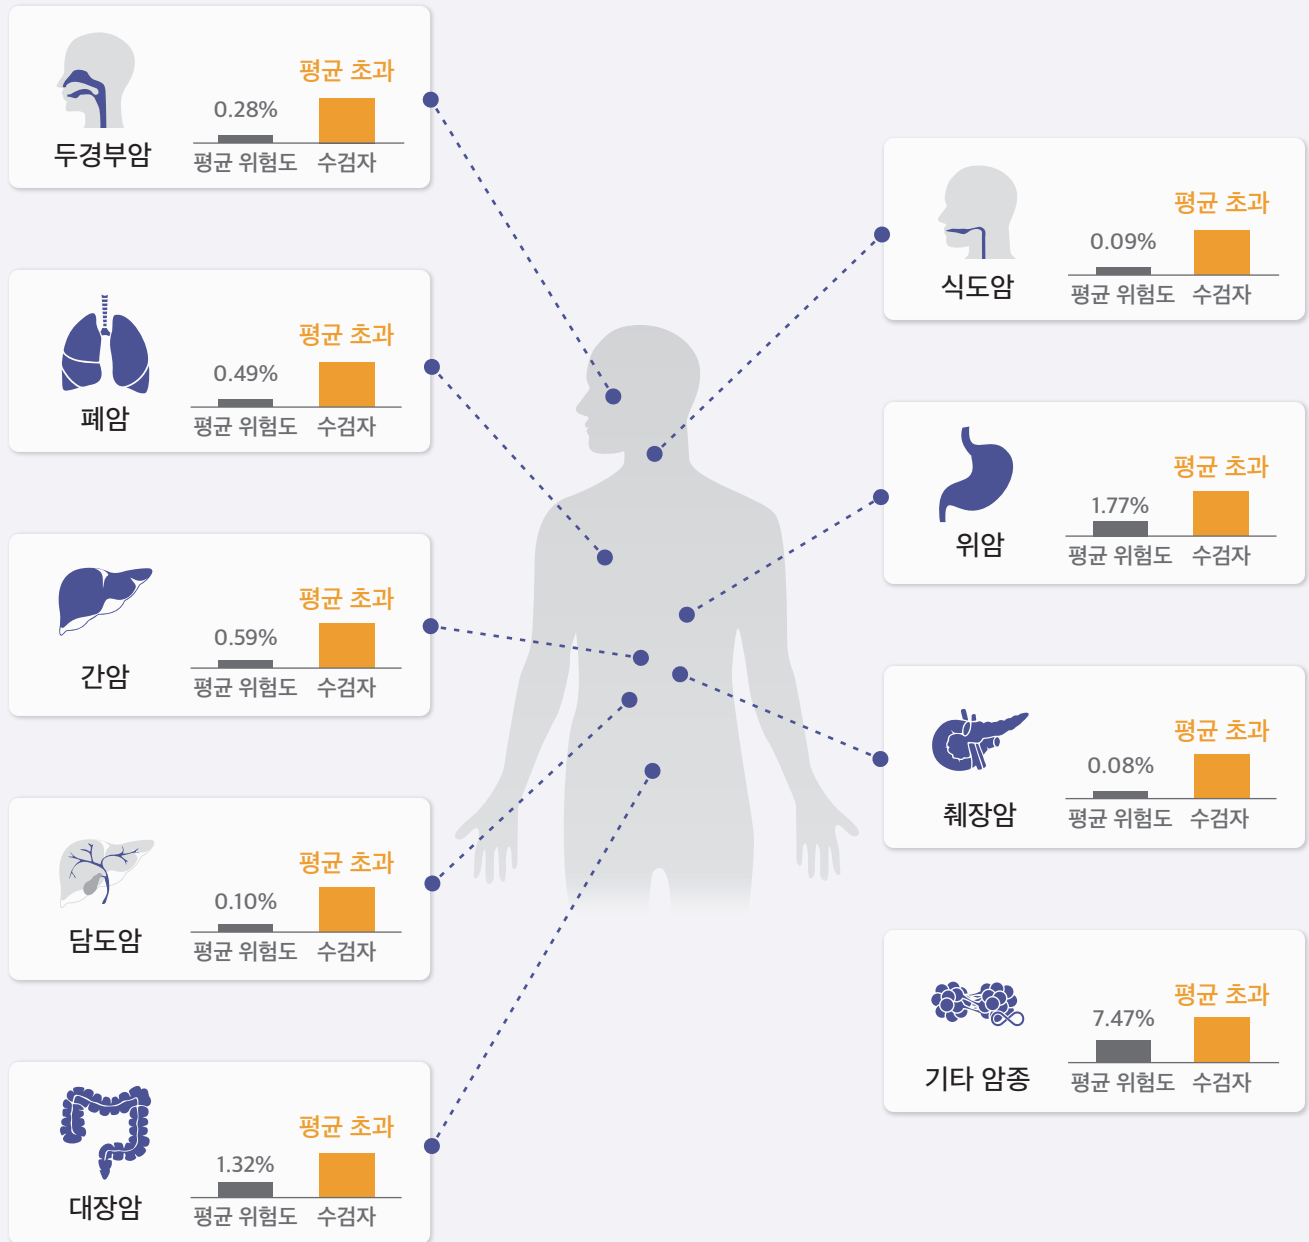 평균 초과
0.28%
두경부암
평균 위험도 수검자
평균 초과
0.49%
폐암
평균 위험도 수검자
평균 초과
0.59%
간암
평균 위험도 수검자
평균 초과
0.10%
담도암
평균 위험도 수검자
평균 초과
1.32%
대장암
평균 위험도 수검자
평균 초과
0.09%
식도암
평균 위험도 수검자
평균 초과
1.77%
위암
평균 위험도 수검자
평균 초과
0.08%
췌장암
평균 위험도 수검자
평균 초과
7.47%
기타 암종
평균 위험도 수검자